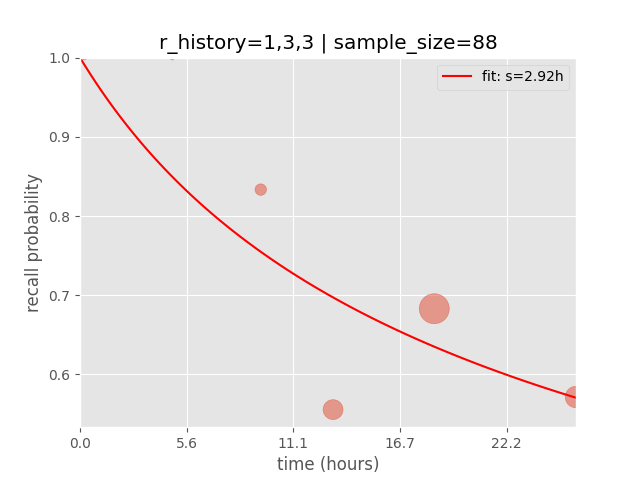 r_history=1,3,3 | sample_size=88
fit: s=2.92h
recall probability
1.0
0.9
0.8
0.7
0.6
0.0 5.6 11.1 16.7 22.2
time (hours)